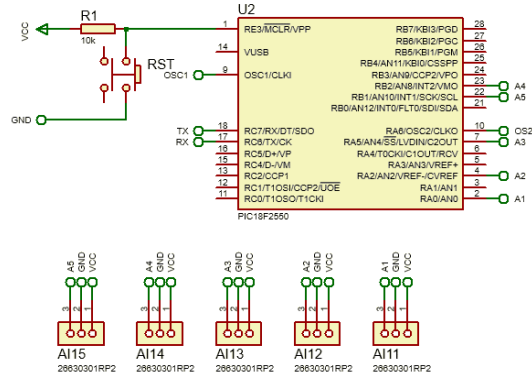 R1
VCC
10k
RST
OSC1
GND
TX
RX
U2
1 RE3/MCLR/VPP
14 VUSB
9 OSC1/CLKI
18 RC7/RX/DT/SDO
17 RC6/TX/CK
16 RC5/D+/VP
15 RC4/D-/VM
13 RC2/CCP1
12 RC1/T1OSI/CCP2/UOE
11 RC0/T1OSO/T1CKI
RB7/KBI3/PGD 28
RB6/KBI2/PGC 27
RB5/KBI1/PGM 26
RB4/AN11/KBI0/CSSPP 25
RB3/AN9/CCP2/VPO 24
RB2/AN8/INT2/VMO 23 A4
RB1/AN10/INT1/SCK/SCL 22 A5
RB0/AN12/INT0/FLT0/SDI/SDA 21
RA6/OSC2/CLKO 10 OS2
RA5/AN4/SS/LVDIN/C2OUT 7 A3
RA4/T0CKI/C1OUT/RCV 6
RA3/AN3/VREF+ 5
RA2/AN2/VREF-/CVREF 4 A2
RA1/AN1 3
RA0/AN0 2 A1
PIC18F2550
A5 GND VCC
3 2 1
AI15
26630301RP2
A4 GND VCC
3 2 1
AI14
26630301RP2
A3 GND VCC
3 2 1
AI13
26630301RP2
A2 GND VCC
3 2 1
AI12
26630301RP2
A1 GND VCC
3 2 1
AI11
26630301RP2